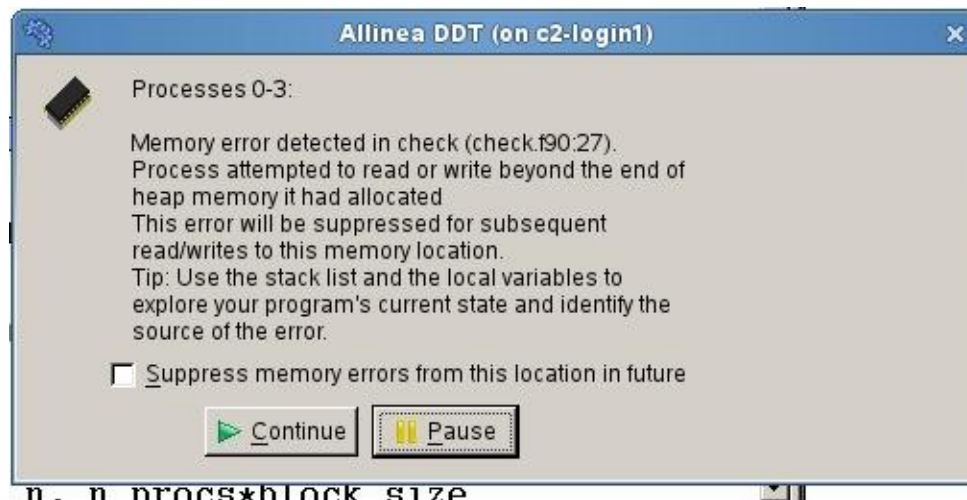 Allinea DDT (on c2-login1)
Processes 0-3:
Memory error detected in check (check.f90:27).
Process attempted to read or write beyond the end of
heap memory it had allocated
This error will be suppressed for subsequent
read/writes to this memory location.
Tip: Use the stack list and the local variables to
explore your program's current state and identify the
source of the error.
Suppress memory errors from this location in future
Continue
Pause
n, n_procs*block_size